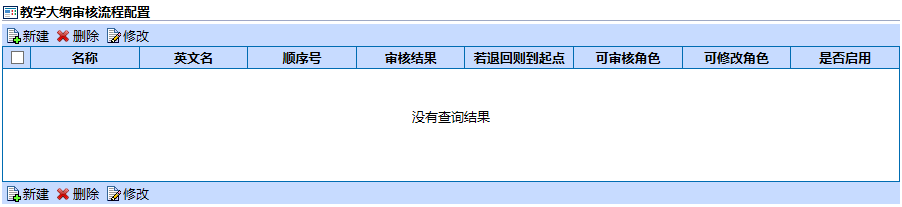 教学大纲审核流程配置
新建 删除 修改
名称 英文名 顺序号 审核结果 若退回则到起点 可审核角色 可修改角色 是否启用
没有查询结果
新建 删除 修改